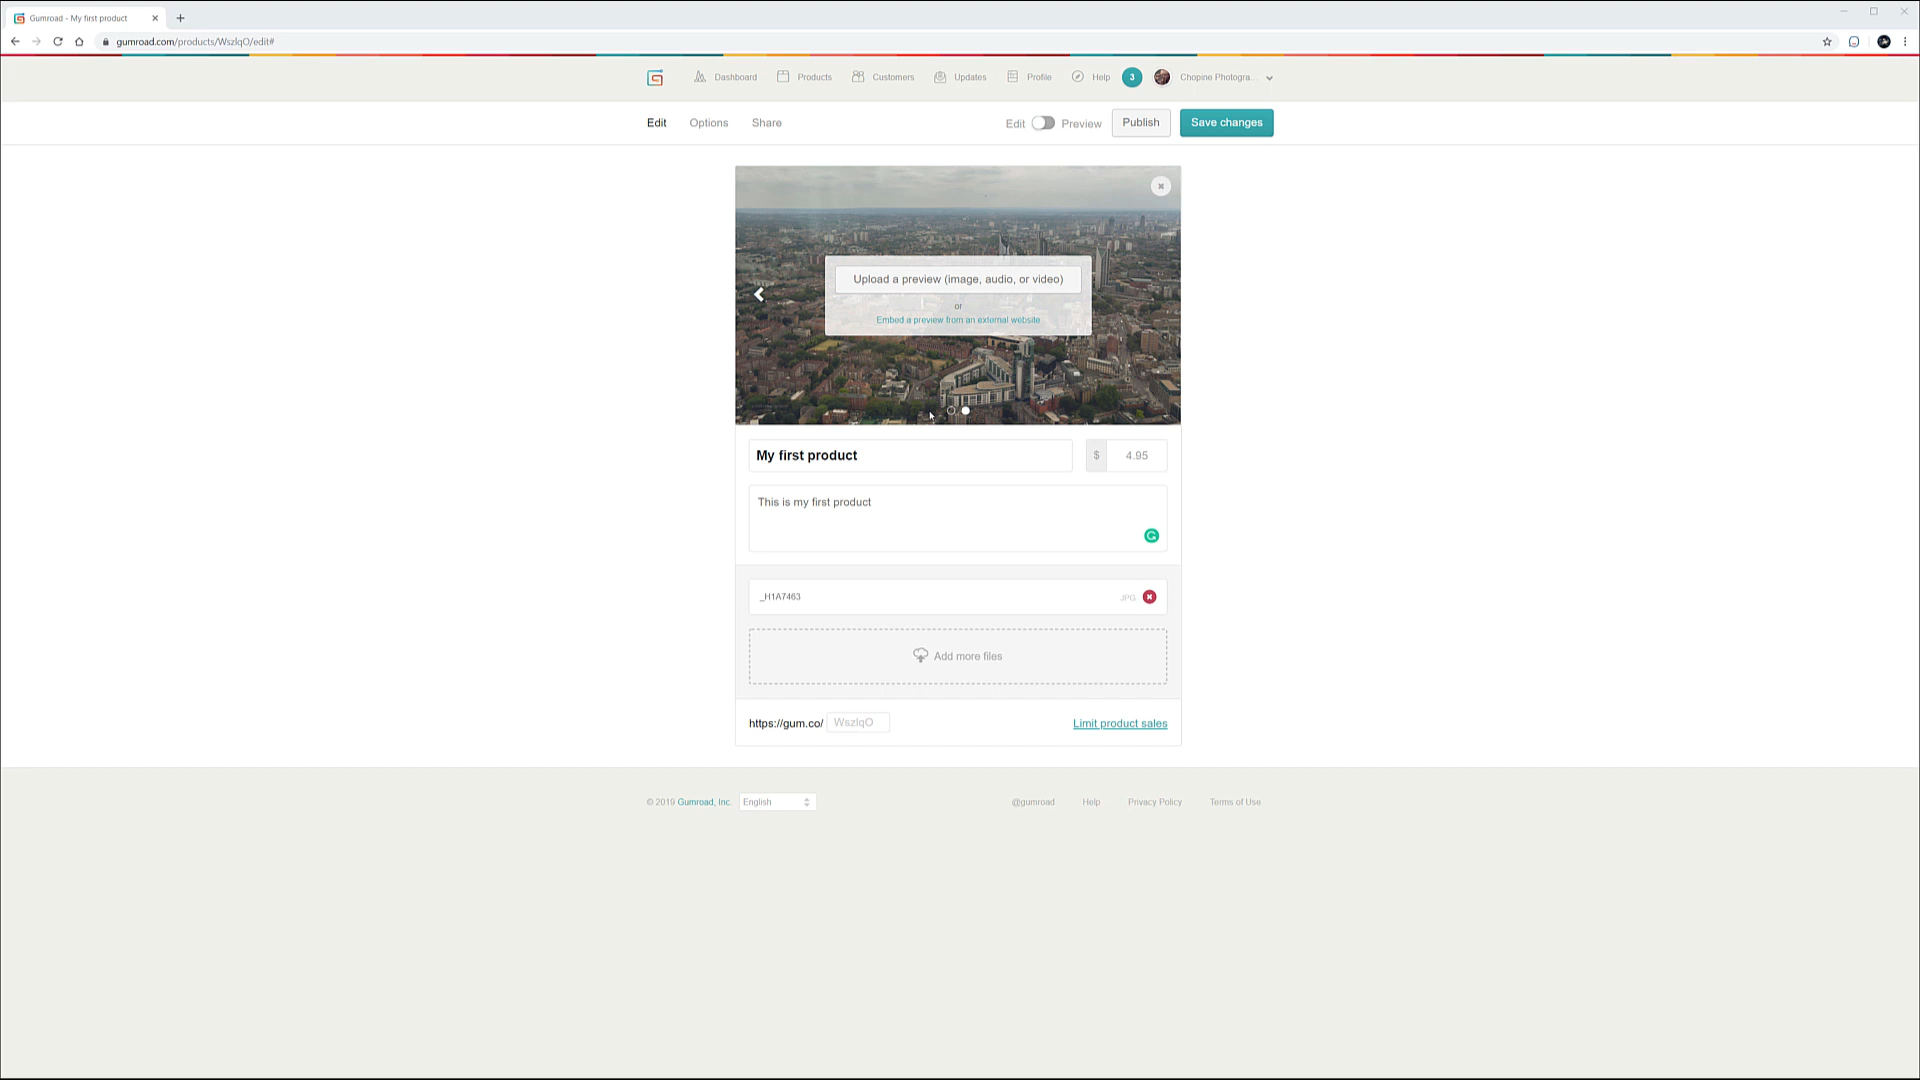 Gumroad - My first product
gumroad.com/products/WszlqO/edit#
Dashboard
Products
Customers
Updates
Profile
Help
3
Chopine Photogra...
Edit
Options
Share
Edit
Preview
Publish
Save changes
Upload a preview (image, audio, or video)
or
Embed a preview from an external website
My first product
$
4.95
This is my first product
_H1A7463
JPG
Add more files
https://gum.co/
WszlqO
Limit product sales
© 2019 Gumroad, Inc.
English
@gumroad
Help
Privacy Policy
Terms of Use